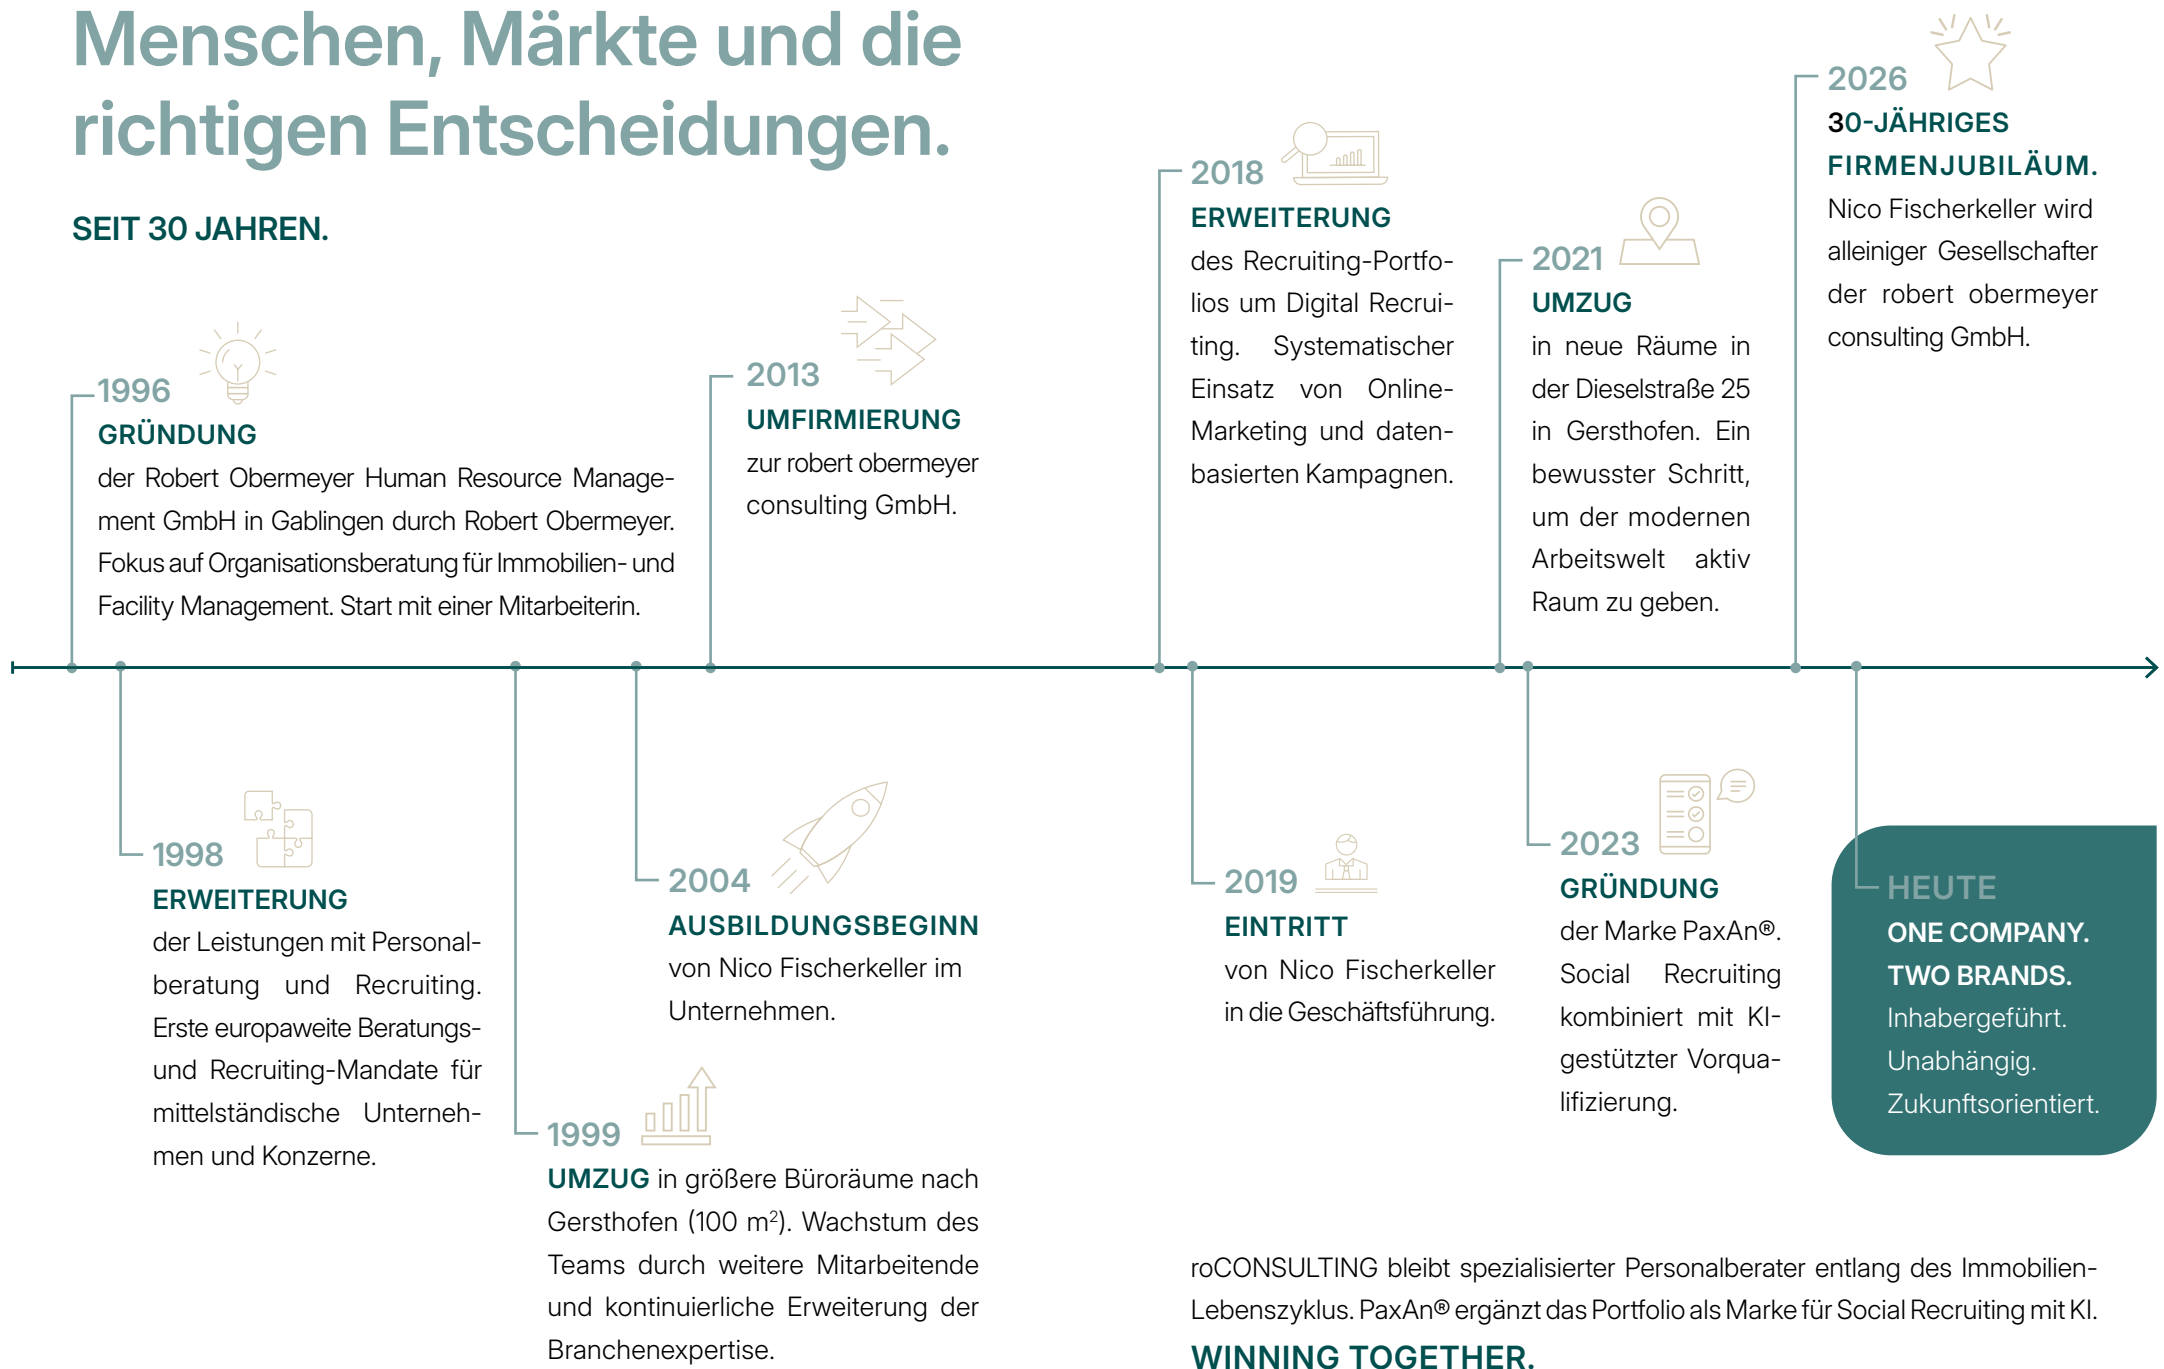 Menschen, Märkte und die
richtigen Entscheidungen.
SEIT 30 JAHREN.
1996
GRÜNDUNG
der Robert Obermeyer Human Resource Manage-
ment GmbH in Gablingen durch Robert Obermeyer.
Fokus auf Organisationsberatung für Immobilien- und
Facility Management. Start mit einer Mitarbeiterin.
1998
ERWEITERUNG
der Leistungen mit Personal-
beratung und Recruiting.
Erste europaweite Beratungs-
und Recruiting-Mandate für
mittelständische Unterneh-
men und Konzerne.
1999
UMZUG in größere Büroräume nach
Gersthofen (100 m²). Wachstum des
Teams durch weitere Mitarbeitende
und kontinuierliche Erweiterung der
Branchenexpertise.
2004
AUSBILDUNGSBEGINN
von Nico Fischerkeller im
Unternehmen.
2013
UMFIRMIERUNG
zur robert obermeyer
consulting GmbH.
2018
ERWEITERUNG
des Recruiting-Portfo-
lios um Digital Recrui-
ting. Systematischer
Einsatz von Online-
Marketing und daten-
basierten Kampagnen.
2019
EINTRITT
von Nico Fischerkeller
in die Geschäftsführung.
2021
UMZUG
in neue Räume in
der Dieselstraße 25
in Gersthofen. Ein
bewusster Schritt,
um der modernen
Arbeitswelt aktiv
Raum zu geben.
2023
GRÜNDUNG
der Marke PaxAn®.
Social Recruiting
kombiniert mit KI-
gestützter Vorqua-
lifizierung.
2026
30-JÄHRIGES
FIRMENJUBILÄUM.
Nico Fischerkeller wird
alleiniger Gesellschafter
der robert obermeyer
consulting GmbH.
HEUTE
ONE COMPANY.
TWO BRANDS.
Inhabergeführt.
Unabhängig.
Zukunftsorientiert.
roCONSULTING bleibt spezialisierter Personalberater entlang des Immobilien-
Lebenszyklus. PaxAn® ergänzt das Portfolio als Marke für Social Recruiting mit KI.
WINNING TOGETHER.